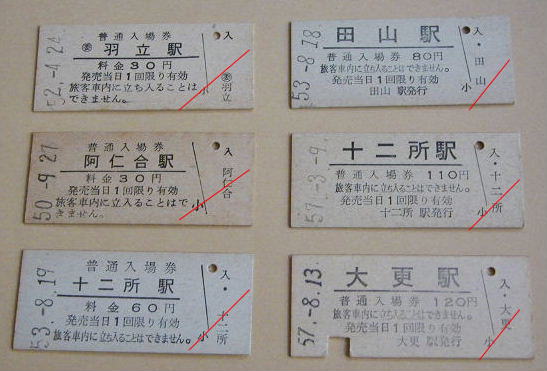 普通入場券
㊮ 羽立駅
料金30円
発売当日1回限り有効
旅客車内に立ち入ることは
できません。
52.-4.24
入
羽立
小
普通入場券
阿仁合駅
料金30円
発売当日1回限り有効
旅客車内に立入ることはで
きません。
50.-9.27
入
阿仁合
小
普通入場券
十二所駅
料金60円
発売当日1回限り有効
旅客車内に立ち入ることはできません。
53.-8.19
入・十二所
小
田山駅
普通入場券 80円
旅客車内に立ち入ることはできません。
発売当日1回限り有効
田山 駅発行
53.-8.18
入・田山
小
十二所駅
普通入場券 110円
旅客車内に立ち入ることはできません。
発売当日1回限り有効
十二所 駅発行
57.-3.-9
入・十二所
小
大更駅
普通入場券 120円
旅客車内に立ち入ることはできません。
発売当日1回限り有効
大更 駅発行
57.-8.13
入・大更
小